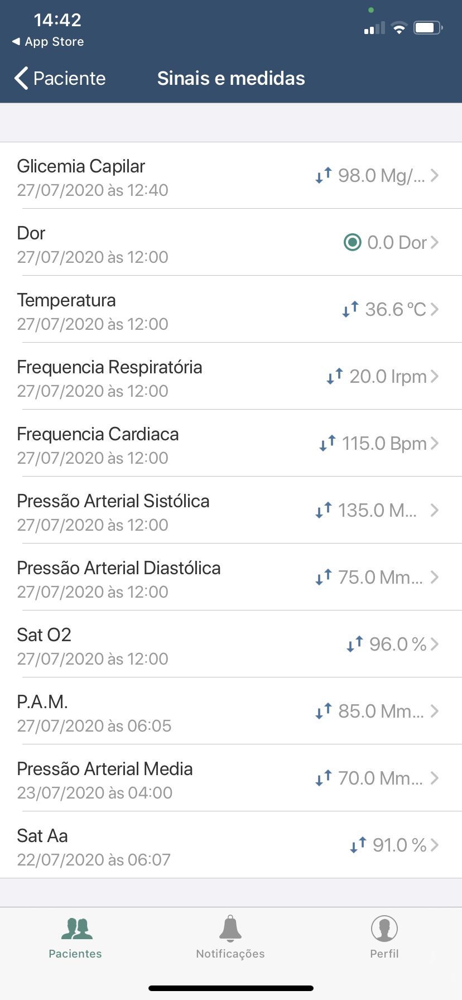 14:42
◀ App Store
Paciente
Sinais e medidas
Glicemia Capilar
98.0 Mg/...
27/07/2020 às 12:40
Dor
0.0 Dor
27/07/2020 às 12:00
Temperatura
36.6 ºC
27/07/2020 às 12:00
Frequencia Respiratória
20.0 Irpm
27/07/2020 às 12:00
Frequencia Cardiaca
115.0 Bpm
27/07/2020 às 12:00
Pressão Arterial Sistólica
135.0 M...
27/07/2020 às 12:00
Pressão Arterial Diastólica
75.0 Mm...
27/07/2020 às 12:00
Sat O2
96.0 %
27/07/2020 às 12:00
P.A.M.
85.0 Mm...
27/07/2020 às 06:05
Pressão Arterial Media
70.0 Mm...
23/07/2020 às 04:00
Sat Aa
91.0 %
22/07/2020 às 06:07
Pacientes
Notificações
Perfil